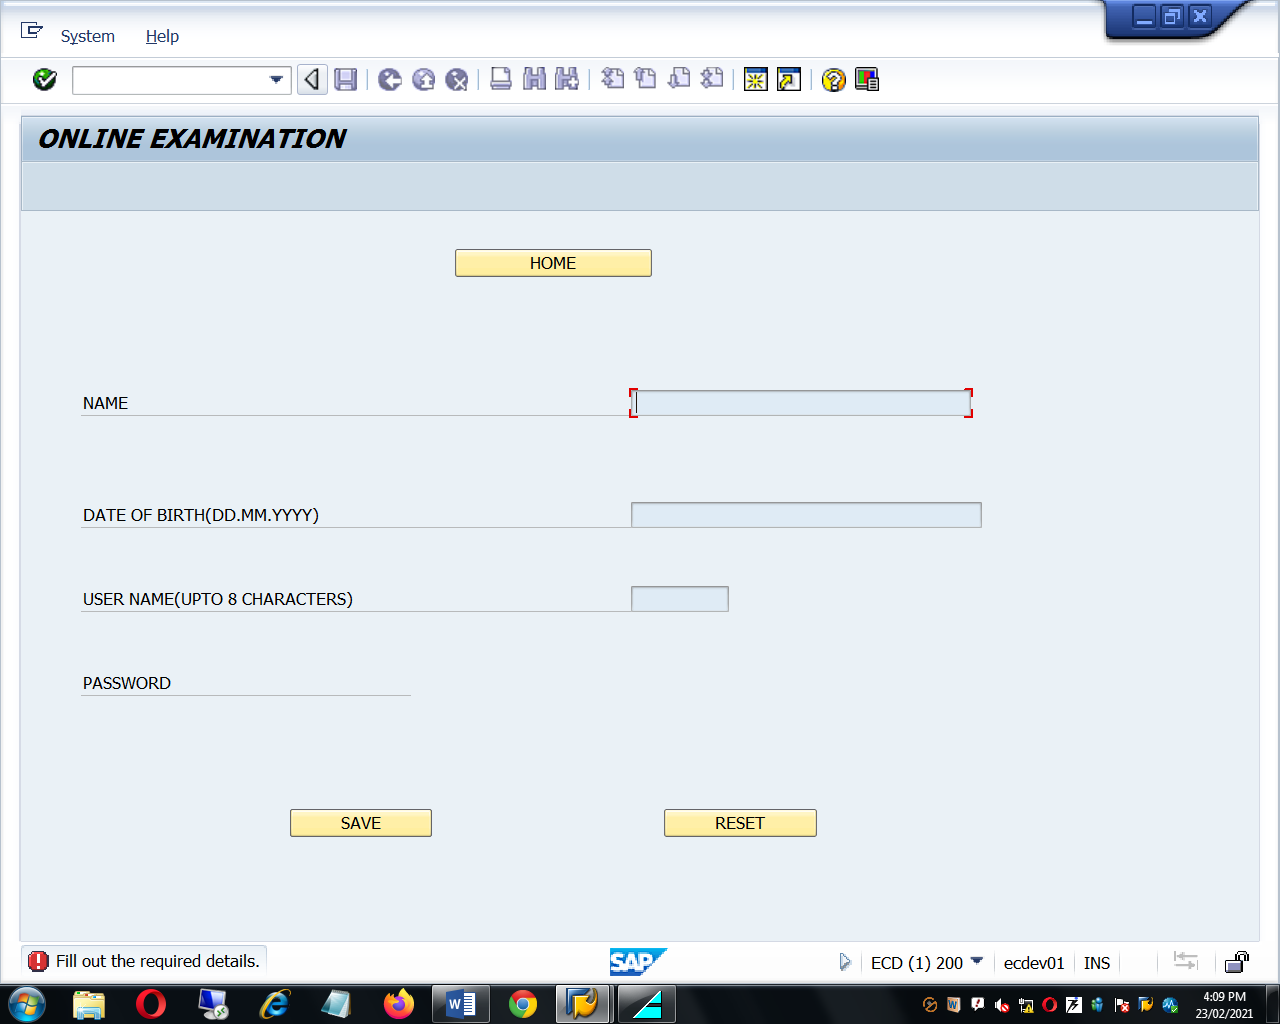 System Help
ONLINE EXAMINATION
HOME
NAME
DATE OF BIRTH(DD.MM.YYYY)
USER NAME(UPTO 8 CHARACTERS)
PASSWORD
SAVE RESET
Fill out the required details. SAP ECD (1) 200 ecdev01 INS
4:09 PM
23/02/2021